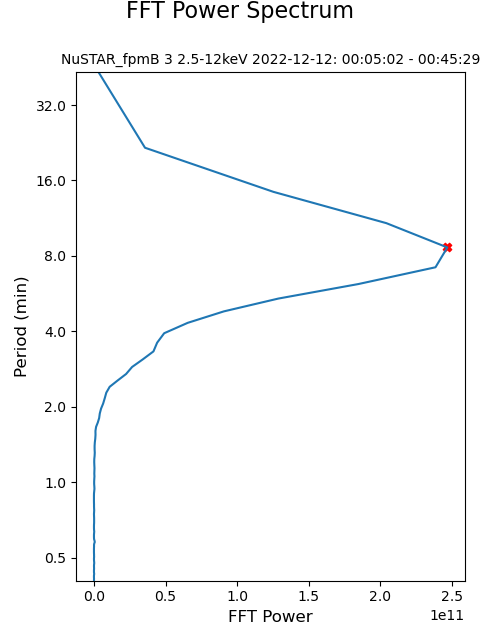 FFT Power Spectrum
NuSTAR_fpmB 3 2.5-12keV 2022-12-12: 00:05:02 - 00:45:29
32.0
16.0
8.0
4.0
2.0
1.0
0.5
Period (min)
0.0 0.5 1.0 1.5 2.0 2.5
1e11
FFT Power